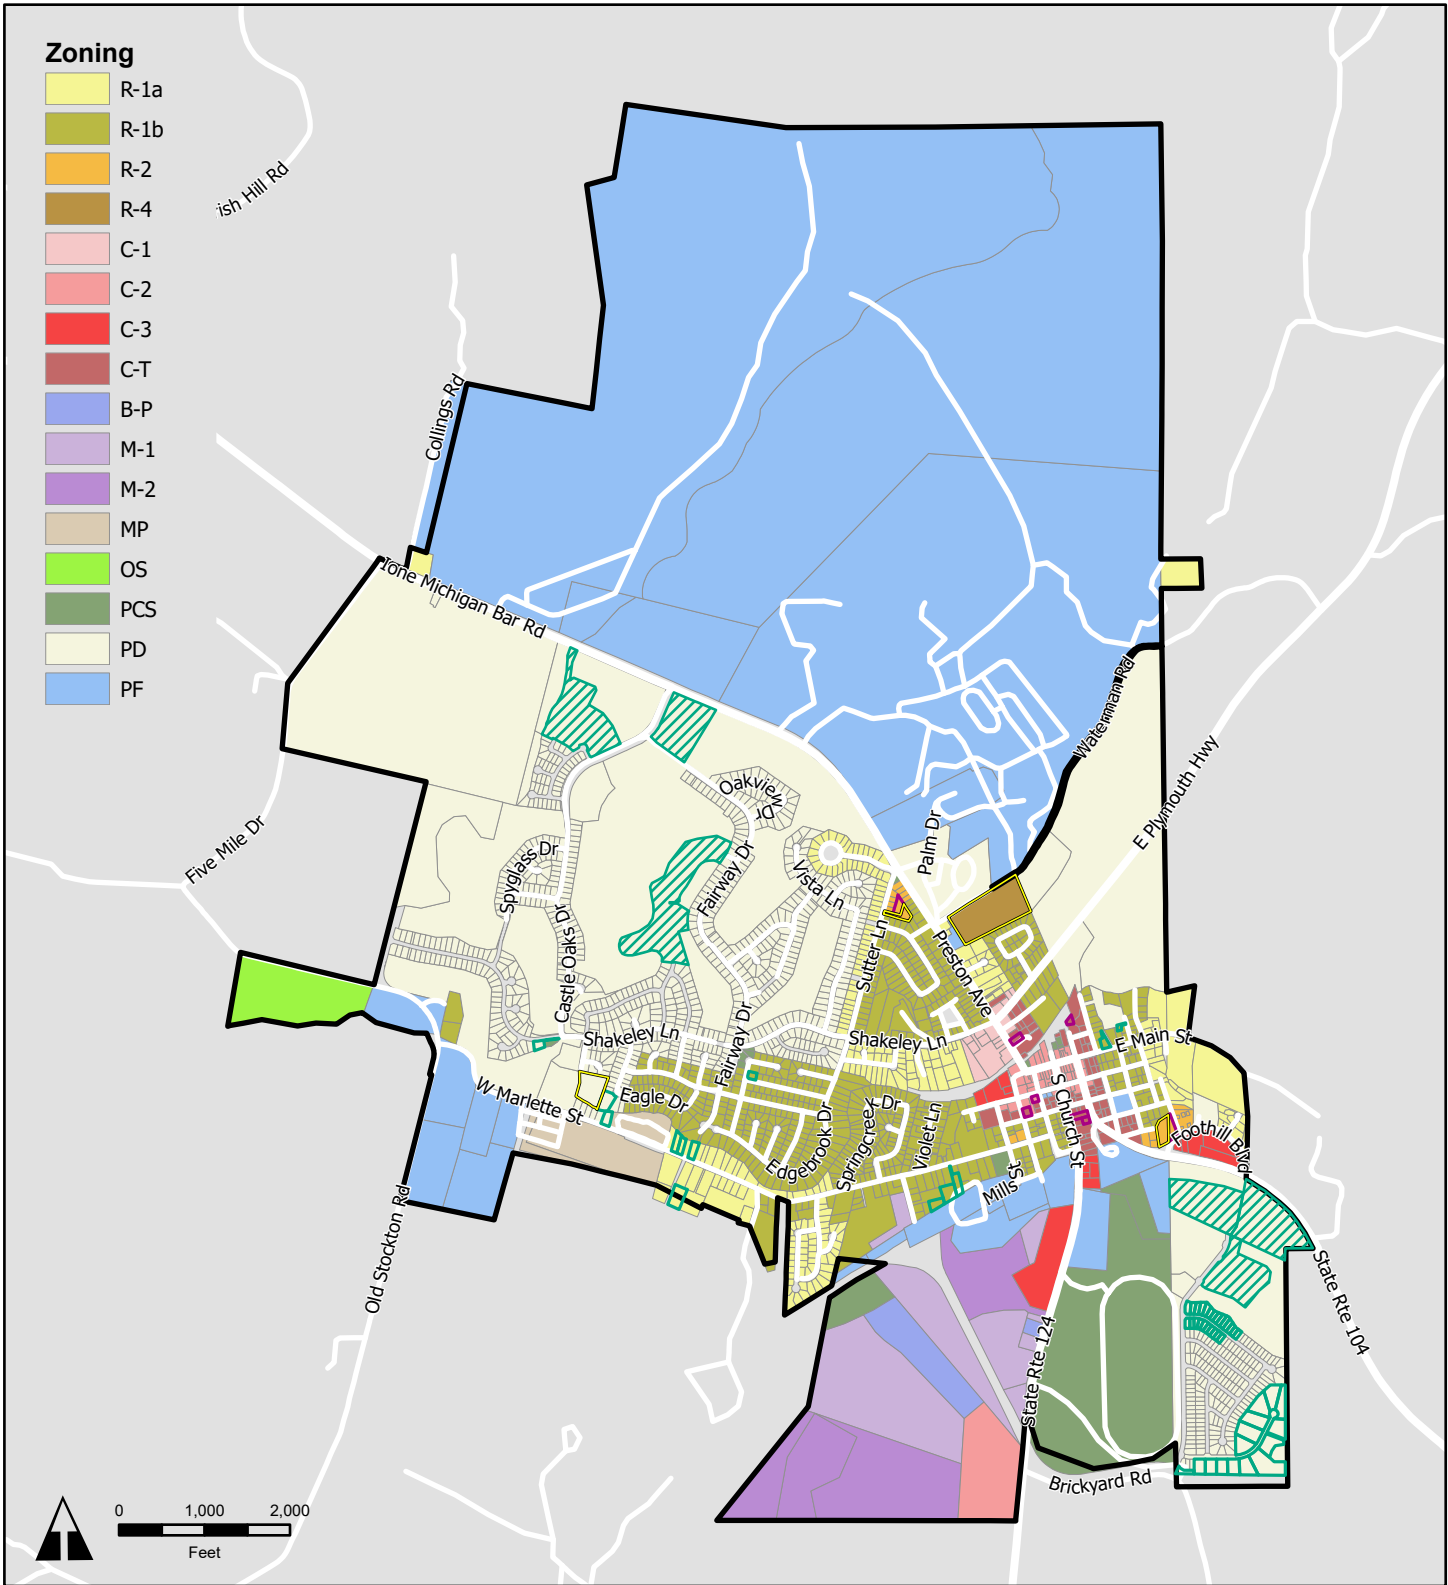 Zoning
R-1a
R-1b
R-2
R-4
C-1
C-2
C-3
C-T
B-P
M-1
M-2
MP
OS
PCS
PD
PF
ish Hill Rd
Collings Rd
Ione Michigan Bar Rd
Waterman Rd
E Plymouth Hwy
Five Mile Dr
Oakview
Dr
Palm Dr
Spyglass Dr
Fairway Dr
Vista Ln
Castle Oaks Dr
Sutter Ln
Preston Ave
Shakeley Ln
Fairway Dr
Shakeley Ln
E Main St
W Marlette St
Eagle Dr
Edgebrook Dr
Springcreek Dr
Violet Ln
S Church St
Foothill Blvd
Mills St
Old Stockton Rd
State Rte 104
State Rte 124
Brickyard Rd
0 1,000 2,000
Feet